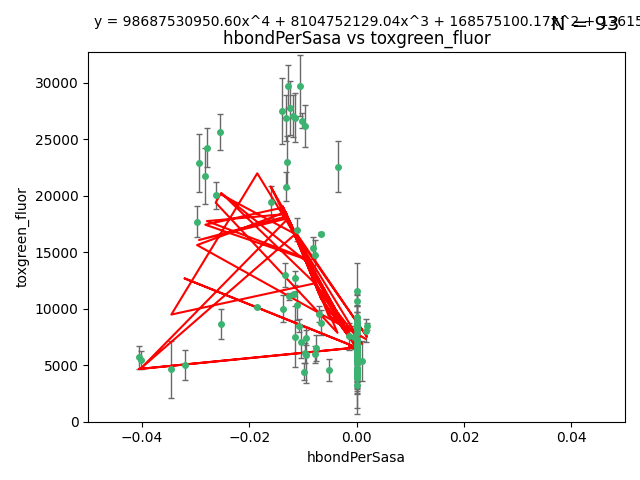 y = 98687530950.60x^4 + 8104752129.04x^3 + 168575100.17x^2 +
N = 93
hbondPerSasa vs toxgreen_fluor
toxgreen_fluor
30000
25000
20000
15000
10000
5000
0
−0.04
−0.02
0.00
0.02
0.04
hbondPerSasa